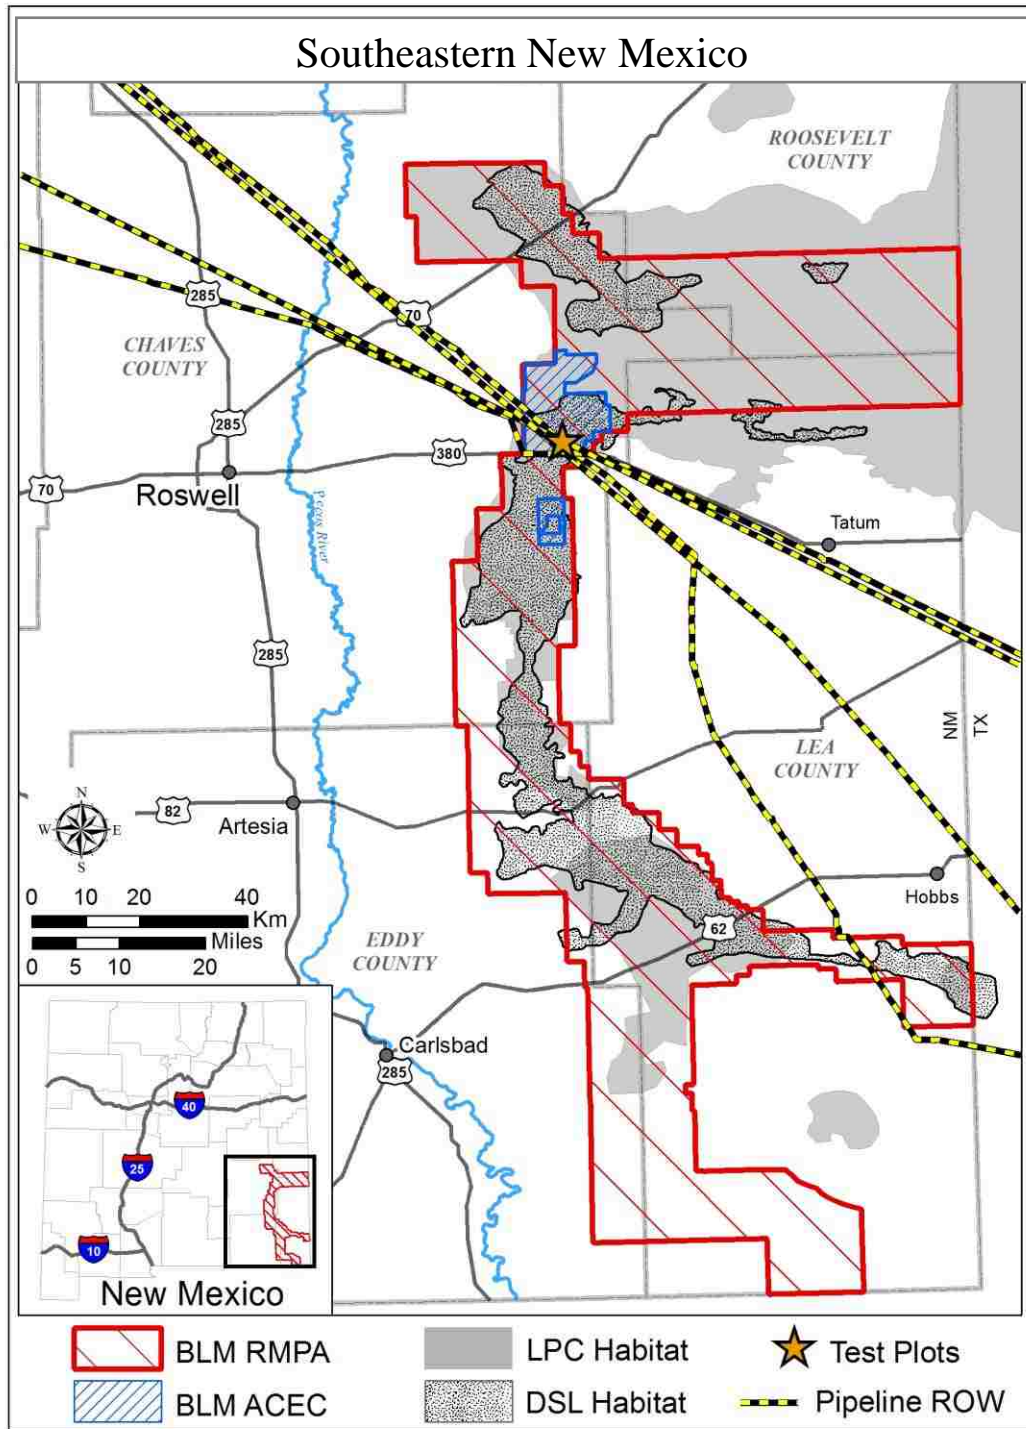 Southeastern New Mexico
ROOSEVELT
COUNTY
285
70
CHAVES
COUNTY
285
380
70
Roswell
Pecos River
Tatum
285
NM
TX
LEA
COUNTY
82
Artesia
N
W
E
S
Hobbs
0 10 20 40
Km
Miles
0 5 10 20
62
EDDY
COUNTY
Carlsbad
285
40
25
10
New Mexico
BLM RMPA
LPC Habitat
Test Plots
BLM ACEC
DSL Habitat
Pipeline ROW